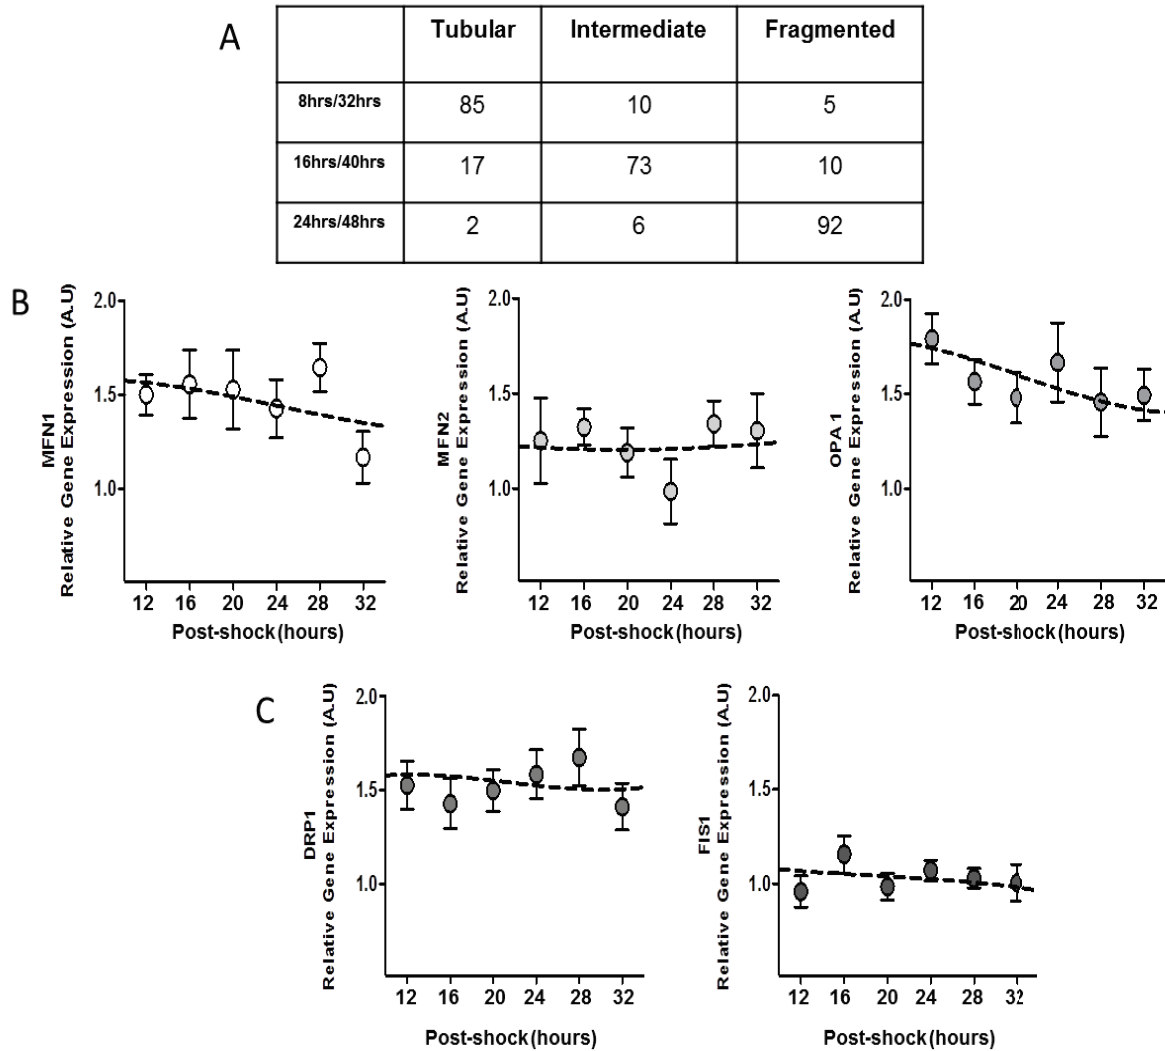 A
Tubular Intermediate Fragmented
8hrs/32hrs 85 10 5
16hrs/40hrs 17 73 10
24hrs/48hrs 2 6 92
B
MFN1
Relative Gene Expression (A.U)
2.0
1.5
1.0
12 16 20 24 28 32
Post-shock (hours)
MFN2
Relative Gene Expression (A.U)
2.0
1.5
1.0
12 16 20 24 28 32
Post-shock (hours)
OPA 1
Relative Gene Expression (A.U)
2.0
1.5
1.0
12 16 20 24 28 32
Post-shock (hours)
C
DRP1
Relative Gene Expression (A.U)
2.0
1.5
1.0
12 16 20 24 28 32
Post-shock (hours)
FIS1
Relative Gene Expression (A.U)
2.0
1.5
1.0
12 16 20 24 28 32
Post-shock (hours)